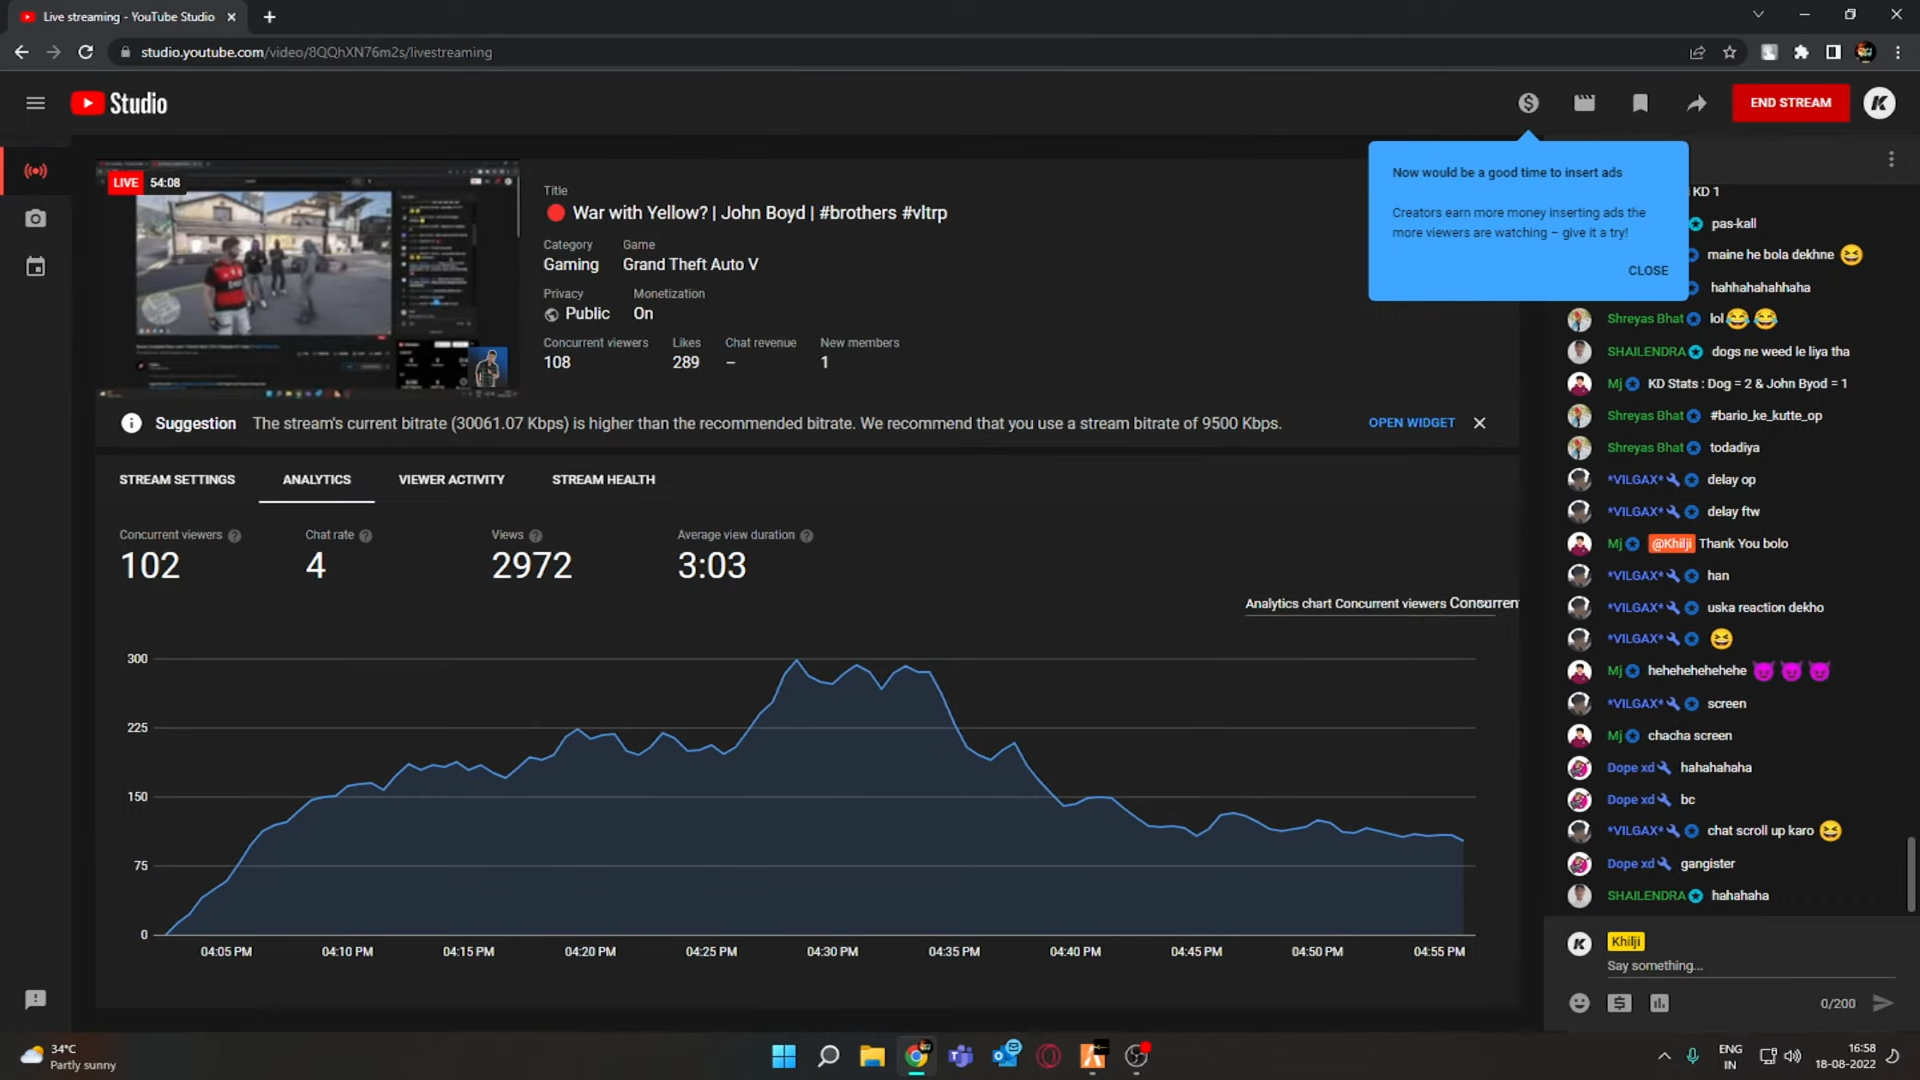 Live streaming - YouTube Studio
studio.youtube.com/video/8QQhXN76m2s/livestreaming
Studio
END STREAM
K
LIVE 54:08
Title
War with Yellow? | John Boyd | #brothers #vltrp
Category Game
Gaming Grand Theft Auto V
Privacy Monetization
Public On
Concurrent viewers Likes Chat revenue New members
108 289 – 1
Now would be a good time to insert ads
Creators earn more money inserting ads the
more viewers are watching – give it a try!
CLOSE
Suggestion The stream's current bitrate (30061.07 Kbps) is higher than the recommended bitrate. We recommend that you use a stream bitrate of 9500 Kbps.
OPEN WIDGET
STREAM SETTINGS ANALYTICS VIEWER ACTIVITY STREAM HEALTH
Concurrent viewers Chat rate Views Average view duration
102 4 2972 3:03
Analytics chart Concurrent viewers Concurrent
300
225
150
75
0
04:05 PM 04:10 PM 04:15 PM 04:20 PM 04:25 PM 04:30 PM 04:35 PM 04:40 PM 04:45 PM 04:50 PM 04:55 PM
KD 1
pas-kall
maine he bola dekhne 😆
hahhahahahhaha
Shreyas Bhat lol😂😂
SHAILENDRA dogs ne weed le liya tha
Mj KD Stats : Dog = 2 & John Byod = 1
Shreyas Bhat #bario_ke_kutte_op
Shreyas Bhat todadiya
*VILGAX* delay op
*VILGAX* delay ftw
Mj @Khilji Thank You bolo
*VILGAX* han
*VILGAX* uska reaction dekho
*VILGAX* 😆
Mj hehehehehehehe 😈😈😈
*VILGAX* screen
Mj chacha screen
Dope xd hahahahaha
Dope xd bc
*VILGAX* chat scroll up karo 😆
Dope xd gangister
SHAILENDRA hahahaha
K
Khilji
Say something...
0/200
34°C
Partly sunny
ENG
IN
16:58
18-08-2022